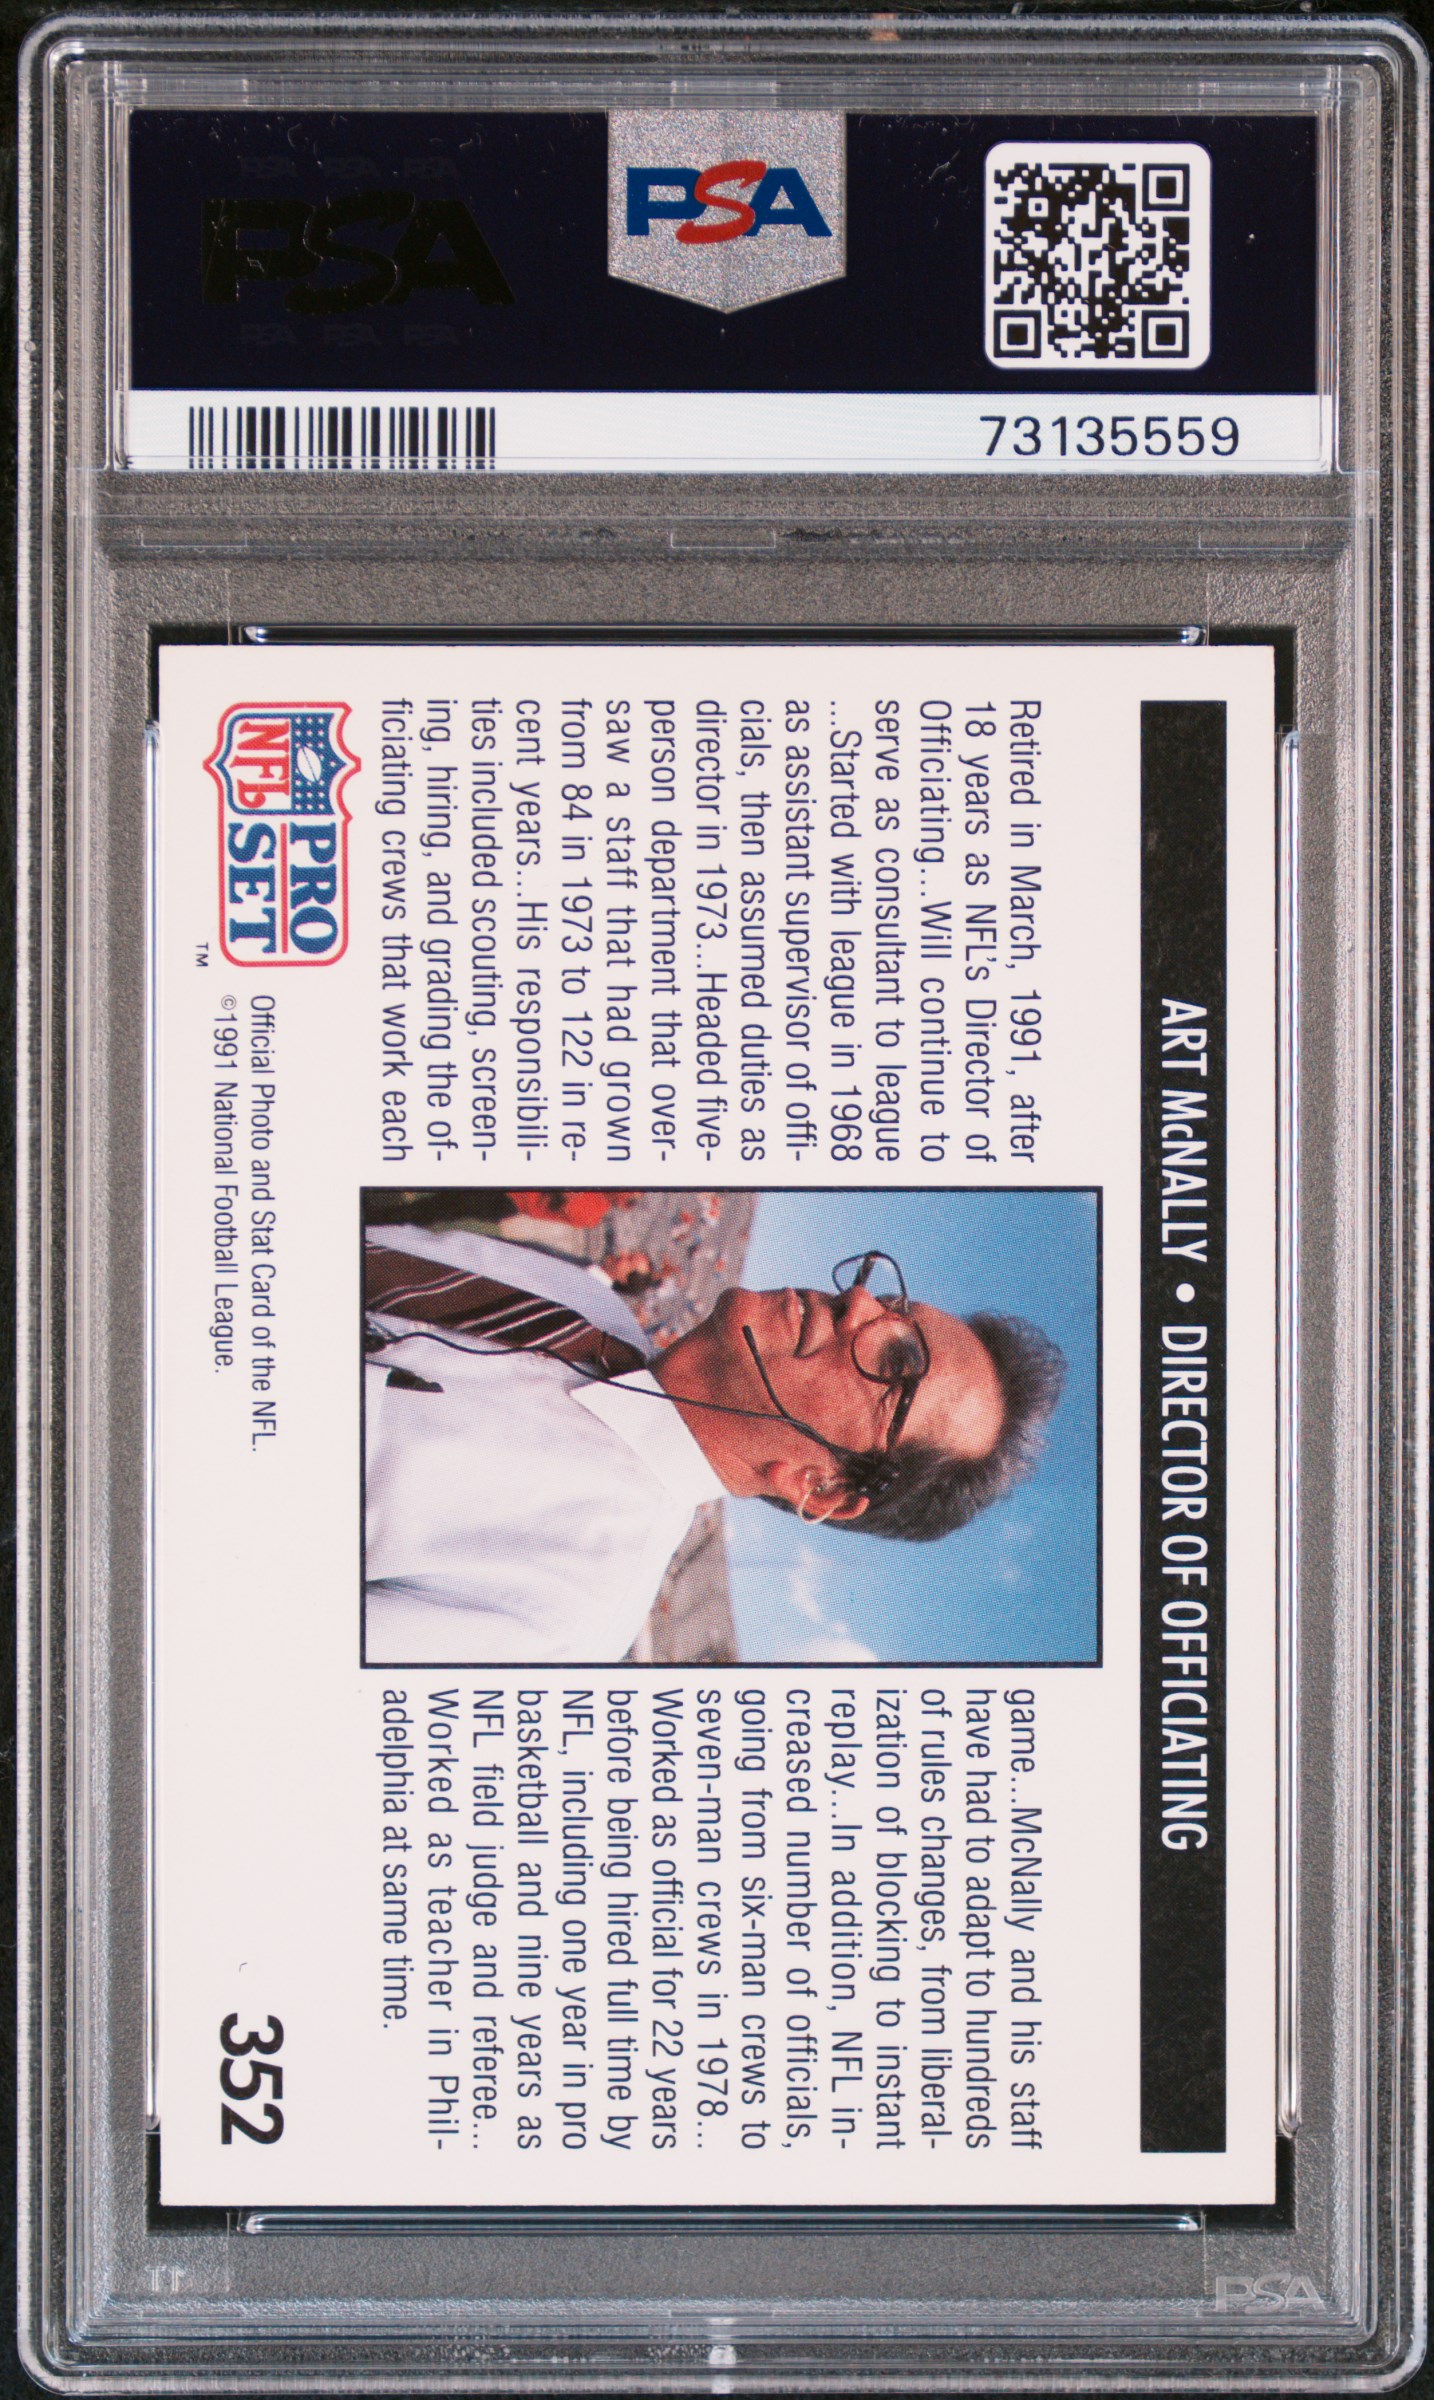 PSA
PSA
73135559
ART McNALLY • DIRECTOR OF OFFICIATING
Retired in March, 1991, after
18 years as NFL's Director of
Officiating...Will continue to
serve as consultant to league
...Started with league in 1968
as assistant supervisor of offi-
cials, then assumed duties as
director in 1973...Headed five-
person department that over-
saw a staff that had grown
from 84 in 1973 to 122 in re-
cent years...His responsibili-
ties included scouting, screen-
ing, hiring, and grading the of-
ficiating crews that work each
game...McNally and his staff
have had to adapt to hundreds
of rules changes, from liberal-
ization of blocking to instant
replay...In addition, NFL in-
creased number of officials,
going from six-man crews to
seven-man crews in 1978...
Worked as official for 22 years
before being hired full time by
NFL, including one year in pro
basketball and nine years as
NFL field judge and referee...
Worked as teacher in Phil-
adelphia at same time.
NFL PRO SET ™
Official Photo and Stat Card of the NFL.
©1991 National Football League.
352
PSA